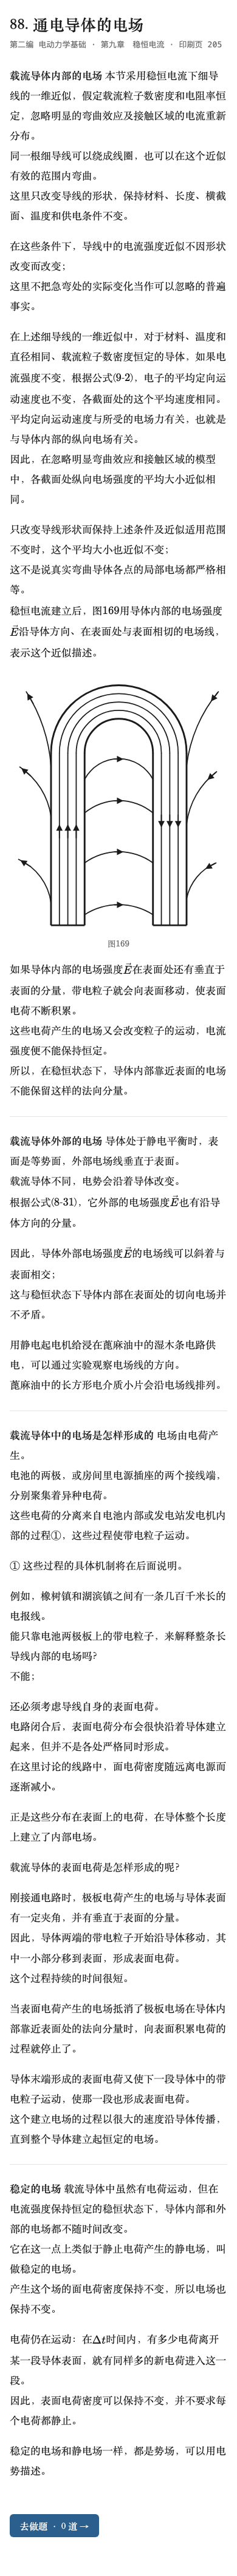 88. 通电导体的电场
第二编 电动力学基础 · 第九章 稳恒电流 · 印刷页 205
载流导体内部的电场 本节采用稳恒电流下细导
线的一维近似，假定载流粒子数密度和电阻率恒
定，忽略明显的弯曲效应及接触区域的电流重新
分布。
同一根细导线可以绕成线圈，也可以在这个近似
有效的范围内弯曲。
这里只改变导线的形状，保持材料、长度、横截
面、温度和供电条件不变。
在这些条件下，导线中的电流强度近似不因形状
改变而改变；
这里不把急弯处的实际变化当作可以忽略的普遍
事实。
在上述细导线的一维近似中，对于材料、温度和
直径相同、载流粒子数密度恒定的导体，如果电
流强度不变，根据公式(9-2)，电子的平均定向运
动速度也不变，各截面处的这个平均速度相同。
平均定向运动速度与所受的电场力有关，也就是
与导体内部的纵向电场有关。
因此，在忽略明显弯曲效应和接触区域的模型
中，各截面处纵向电场强度的平均大小近似相
同。
只改变导线形状而保持上述条件及近似适用范围
不变时，这个平均大小也近似不变；
这不是说真实弯曲导体各点的局部电场都严格相
等。
稳恒电流建立后，图169用导体内部的电场强度
E⃗沿导体方向、在表面处与表面相切的电场线，
表示这个近似描述。
图169
如果导体内部的电场强度E⃗在表面处还有垂直于
表面的分量，带电粒子就会向表面移动，使表面
电荷不断积累。
这些电荷产生的电场又会改变粒子的运动，电流
强度便不能保持恒定。
所以，在稳恒状态下，导体内部靠近表面的电场
不能保留这样的法向分量。
载流导体外部的电场 导体处于静电平衡时，表
面是等势面，外部电场线垂直于表面。
载流导体不同，电势会沿着导体改变。
根据公式(8-31)，它外部的电场强度E⃗也有沿导
体方向的分量。
因此，导体外部电场强度E⃗的电场线可以斜着与
表面相交；
这与稳恒状态下导体内部在表面处的切向电场并
不矛盾。
用静电起电机给浸在蓖麻油中的湿木条电路供
电，可以通过实验观察电场线的方向。
蓖麻油中的长方形电介质小片会沿电场线排列。
载流导体中的电场是怎样形成的 电场由电荷产
生。
电池的两极，或房间里电源插座的两个接线端，
分别聚集着异种电荷。
这些电荷的分离来自电池内部或发电站发电机内
部的过程①，这些过程使带电粒子运动。
① 这些过程的具体机制将在后面说明。
例如，橡树镇和湖滨镇之间有一条几百千米长的
电报线。
能只靠电池两极板上的带电粒子，来解释整条长
导线内部的电场吗？
不能；
还必须考虑导线自身的表面电荷。
电路闭合后，表面电荷分布会很快沿着导体建立
起来，但并不是各处严格同时形成。
在这里讨论的线路中，面电荷密度随远离电源而
逐渐减小。
正是这些分布在表面上的电荷，在导体整个长度
上建立了内部电场。
载流导体的表面电荷是怎样形成的呢？
刚接通电路时，极板电荷产生的电场与导体表面
有一定夹角，并有垂直于表面的分量。
因此，导体两端的带电粒子开始沿导体移动，其
中一小部分移到表面，形成表面电荷。
这个过程持续的时间很短。
当表面电荷产生的电场抵消了极板电场在导体内
部靠近表面处的法向分量时，向表面积累电荷的
过程就停止了。
导体末端形成的表面电荷又使下一段导体中的带
电粒子运动，使那一段也形成表面电荷。
这个建立电场的过程以很大的速度沿导体传播，
直到整个导体建立起恒定的电场。
稳定的电场 载流导体中虽然有电荷运动，但在
电流强度保持恒定的稳恒状态下，导体内部和外
部的电场都不随时间改变。
它在这一点上类似于静止电荷产生的静电场，叫
做稳定的电场。
产生这个场的面电荷密度保持不变，所以电场也
保持不变。
电荷仍在运动：在Δt时间内，有多少电荷离开
某一段导体表面，就有同样多的新电荷进入这一
段。
因此，表面电荷密度可以保持不变，并不要求每
个电荷都静止。
稳定的电场和静电场一样，都是势场，可以用电
势描述。
去做题 · 0 道 →